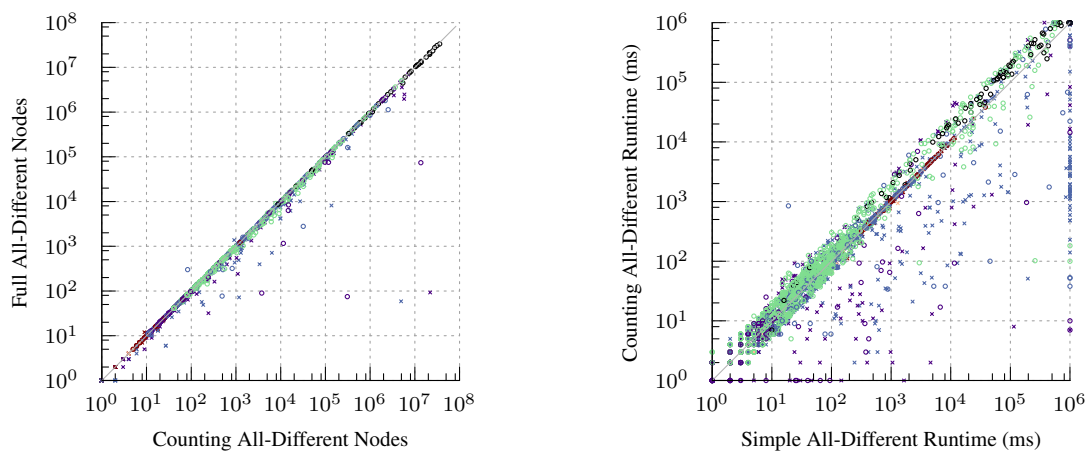 10^8
10^7
10^6
10^5
10^4
10^3
10^2
10^1
10^0
10^0 10^1 10^2 10^3 10^4 10^5 10^6 10^7 10^8
Full All-Different Nodes
Counting All-Different Nodes
10^6
10^5
10^4
10^3
10^2
10^1
10^0
10^0 10^1 10^2 10^3 10^4 10^5 10^6
Counting All-Different Runtime (ms)
Simple All-Different Runtime (ms)